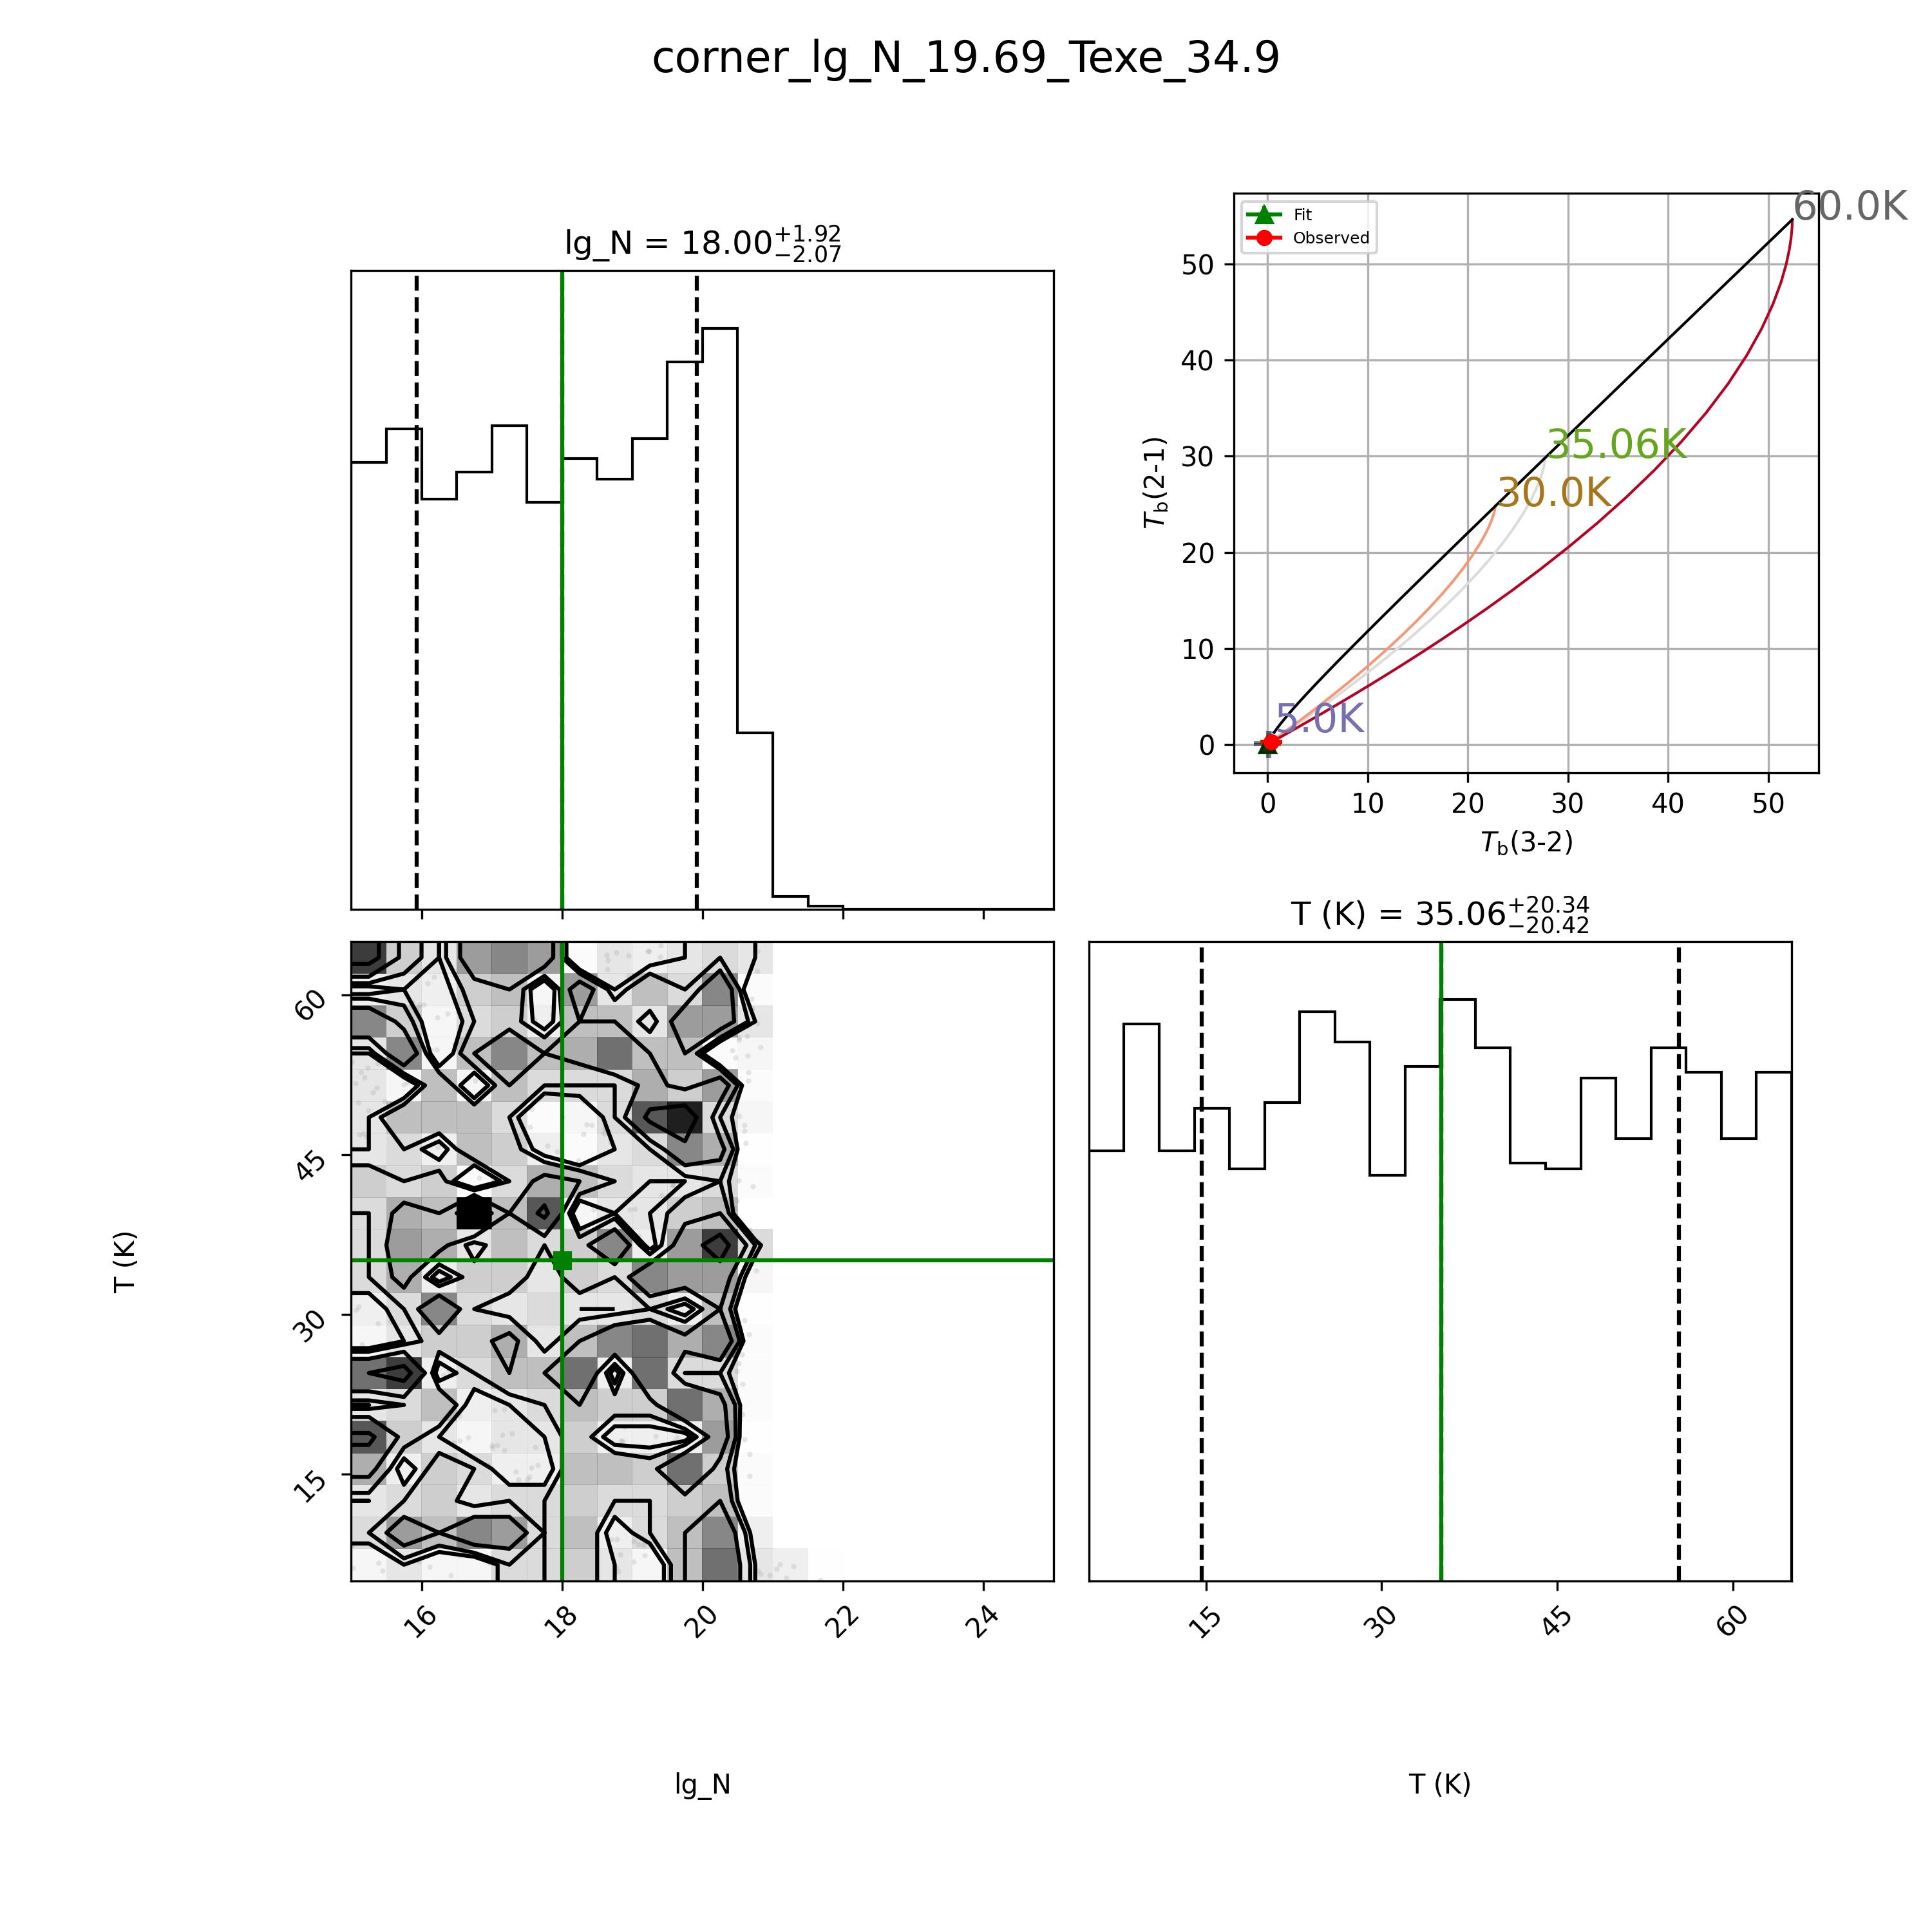 corner_lg_N_19.69_Texe_34.9
lg_N = 18.00+1.92 −2.07
Fit
Observed
60.0K
35.06K
30.0K
5.0K
50
40
30
20
10
0
Tb(2-1)
0 10 20 30 40 50
Tb(3-2)
T (K) = 35.06+20.34 −20.42
60
45
30
15
T (K)
16 18 20 22 24
lg_N
15 30 45 60
T (K)